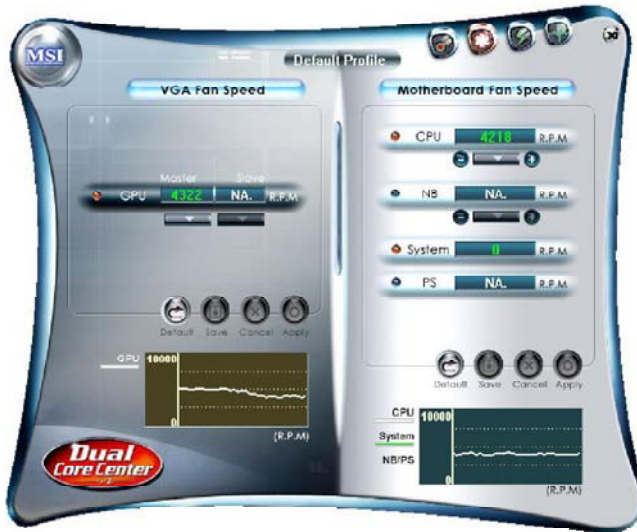 MSI
Default Profile
VGA Fan Speed
Master Slave
GPU 4322 NA. R.P.M
Default Save Cancel Apply
GPU 10000
0
(R.P.M)
Dual
Core Center
Motherboard Fan Speed
CPU 4218 R.P.M
NB NA. R.P.M
System 0 R.P.M
PS NA. R.P.M
Default Save Cancel Apply
CPU 10000
System
NB/PS
0
(R.P.M)